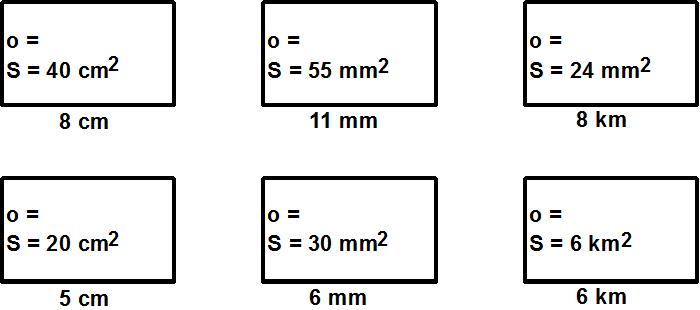 o =
S = 40 cm²
8 cm
o =
S = 55 mm²
11 mm
o =
S = 24 mm²
8 km
o =
S = 20 cm²
5 cm
o =
S = 30 mm²
6 mm
o =
S = 6 km²
6 km